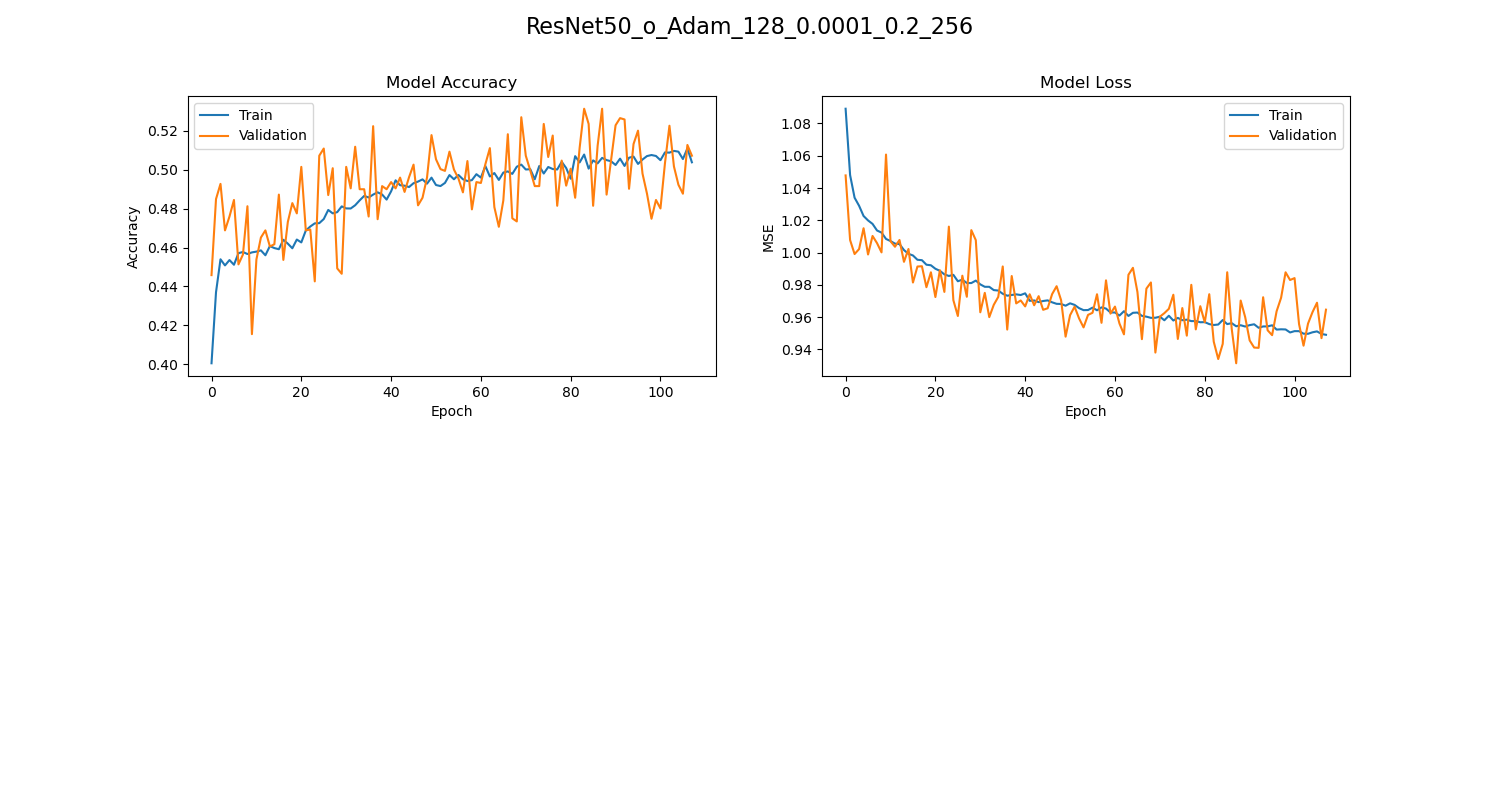 ResNet50_o_Adam_128_0.0001_0.2_256
Model Accuracy
Train
Validation
0.52
0.50
0.48
0.46
0.44
0.42
0.40
Accuracy
0 20 40 60 80 100
Epoch
Model Loss
Train
Validation
1.08
1.06
1.04
1.02
1.00
0.98
0.96
0.94
MSE
0 20 40 60 80 100
Epoch